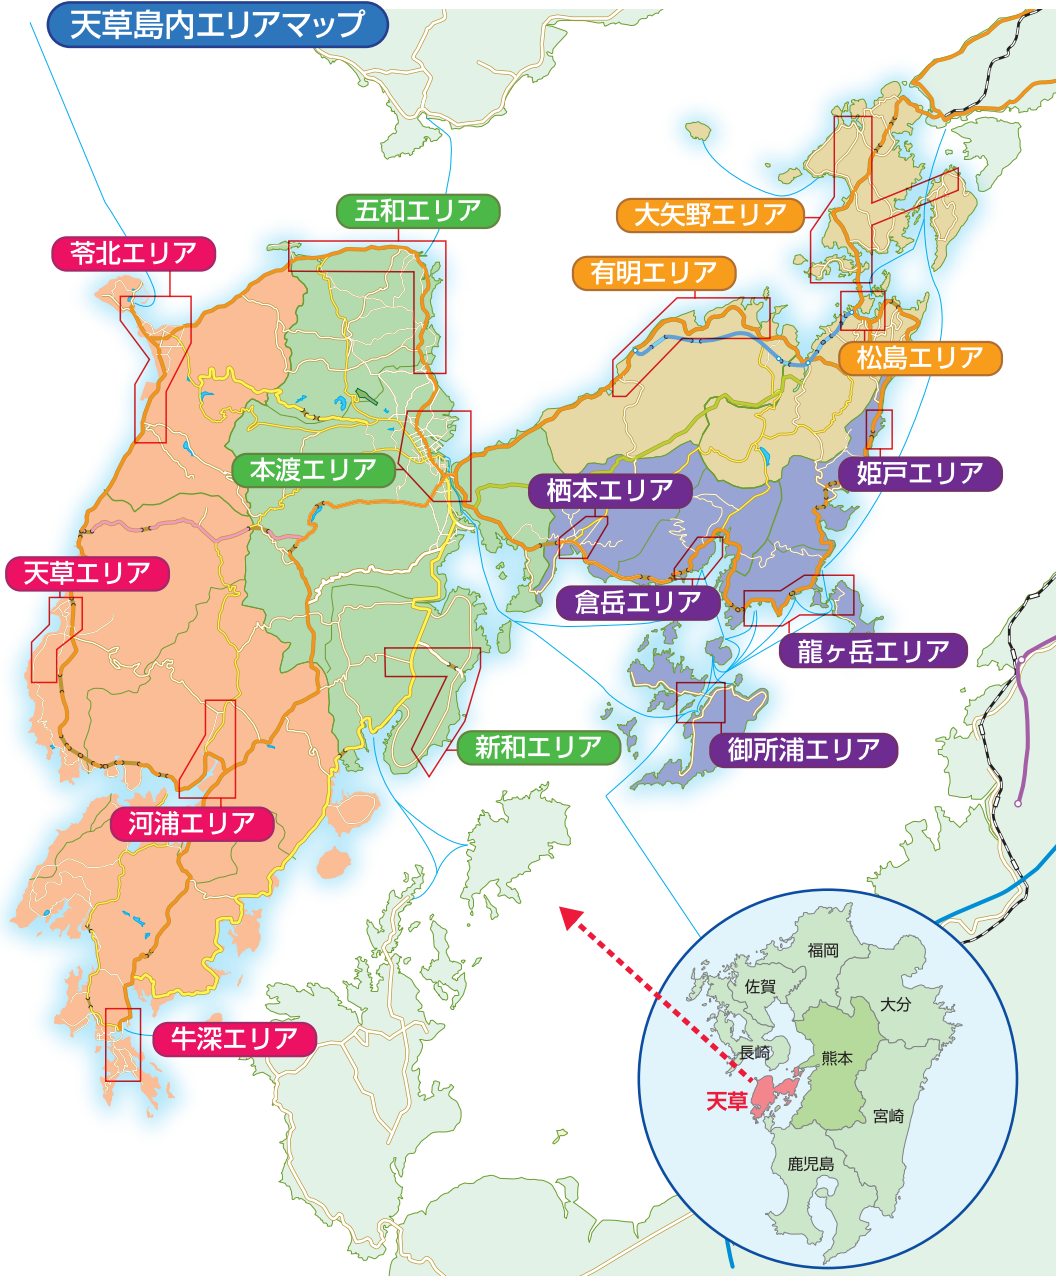 天草島内エリアマップ
五和エリア
大矢野エリア
苓北エリア
有明エリア
松島エリア
本渡エリア
姫戸エリア
栖本エリア
天草エリア
倉岳エリア
龍ヶ岳エリア
新和エリア
御所浦エリア
河浦エリア
牛深エリア
福岡
佐賀
大分
長崎
熊本
天草
宮崎
鹿児島